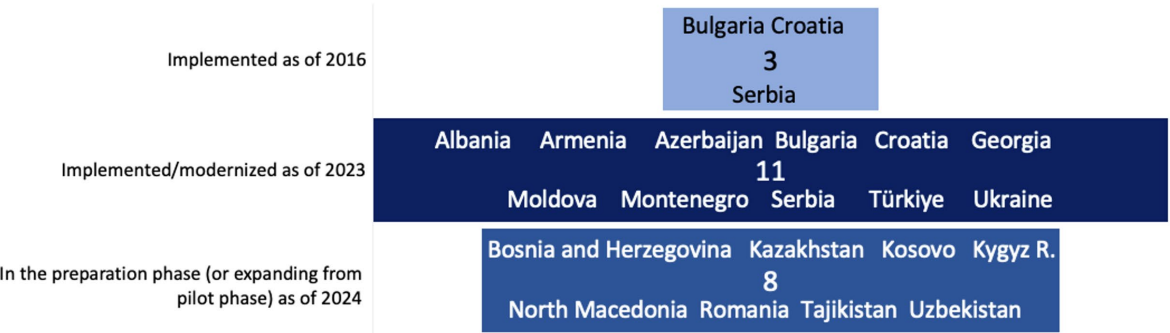 Implemented as of 2016
Bulgaria Croatia
3
Serbia
Implemented/modernized as of 2023
Albania Armenia Azerbaijan Bulgaria Croatia Georgia
11
Moldova Montenegro Serbia Türkiye Ukraine
In the preparation phase (or expanding from
pilot phase) as of 2024
Bosnia and Herzegovina Kazakhstan Kosovo Kygyz R.
8
North Macedonia Romania Tajikistan Uzbekistan